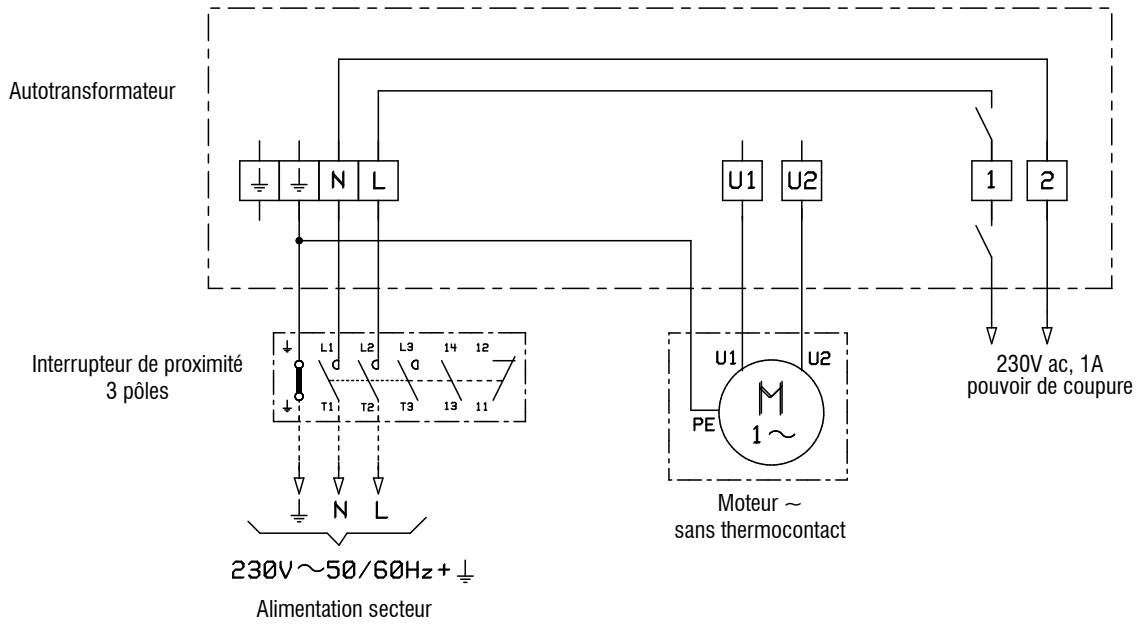 Autotransformateur
N L U1 U2 1 2
Interrupteur de proximité
3 pôles
L1 L2 L3 14 12
T1 T2 T3 13 11
U1 U2
PE
M
1~
230V ac, 1A
pouvoir de coupure
Moteur ~
sans thermocontact
N L
230V~50/60Hz+⏚
Alimentation secteur